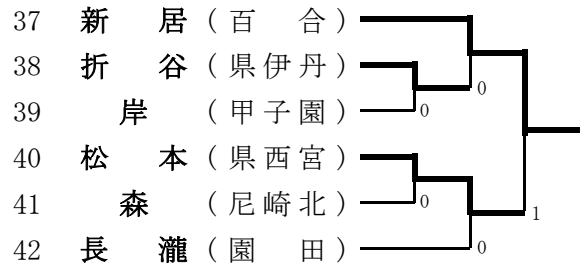 37 新居 (百合)
38 折谷 (県伊丹) 0
39 岸 (甲子園) 0
40 松本 (県西宮)
41 森 (尼崎北) 0 1
42 長瀧 (園田) 0